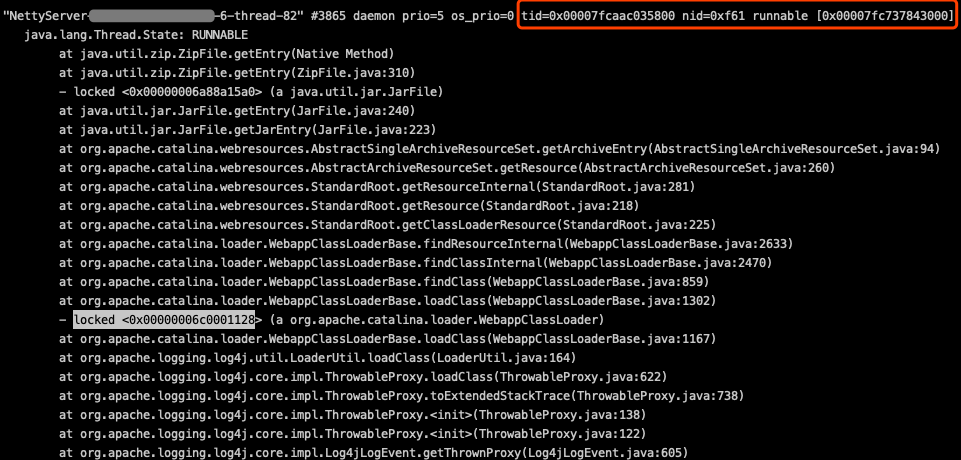 "NettyServer- -6-thread-82" #3865 daemon prio=5 os_prio=0 tid=0x00007fcaac035800 nid=0xf61 runnable [0x00007fc737843000]
java.lang.Thread.State: RUNNABLE
at java.util.zip.ZipFile.getEntry(Native Method)
at java.util.zip.ZipFile.getEntry(ZipFile.java:310)
- locked <0x00000006a88a15a0> (a java.util.jar.JarFile)
at java.util.jar.JarFile.getEntry(JarFile.java:240)
at java.util.jar.JarFile.getJarEntry(JarFile.java:223)
at org.apache.catalina.webresources.AbstractSingleArchiveResourceSet.getArchiveEntry(AbstractSingleArchiveResourceSet.java:94)
at org.apache.catalina.webresources.AbstractArchiveResourceSet.getResource(AbstractArchiveResourceSet.java:260)
at org.apache.catalina.webresources.StandardRoot.getResourceInternal(StandardRoot.java:281)
at org.apache.catalina.webresources.StandardRoot.getResource(StandardRoot.java:218)
at org.apache.catalina.webresources.StandardRoot.getClassLoaderResource(StandardRoot.java:225)
at org.apache.catalina.loader.WebappClassLoaderBase.findResourceInternal(WebappClassLoaderBase.java:2633)
at org.apache.catalina.loader.WebappClassLoaderBase.findClassInternal(WebappClassLoaderBase.java:2470)
at org.apache.catalina.loader.WebappClassLoaderBase.findClass(WebappClassLoaderBase.java:859)
at org.apache.catalina.loader.WebappClassLoaderBase.loadClass(WebappClassLoaderBase.java:1302)
- locked <0x00000006c0001128> (a org.apache.catalina.loader.WebappClassLoader)
at org.apache.catalina.loader.WebappClassLoaderBase.loadClass(WebappClassLoaderBase.java:1167)
at org.apache.logging.log4j.util.LoaderUtil.loadClass(LoaderUtil.java:164)
at org.apache.logging.log4j.core.impl.ThrowableProxy.loadClass(ThrowableProxy.java:622)
at org.apache.logging.log4j.core.impl.ThrowableProxy.toExtendedStackTrace(ThrowableProxy.java:738)
at org.apache.logging.log4j.core.impl.ThrowableProxy.<init>(ThrowableProxy.java:138)
at org.apache.logging.log4j.core.impl.ThrowableProxy.<init>(ThrowableProxy.java:122)
at org.apache.logging.log4j.core.impl.Log4jLogEvent.getThrownProxy(Log4jLogEvent.java:605)